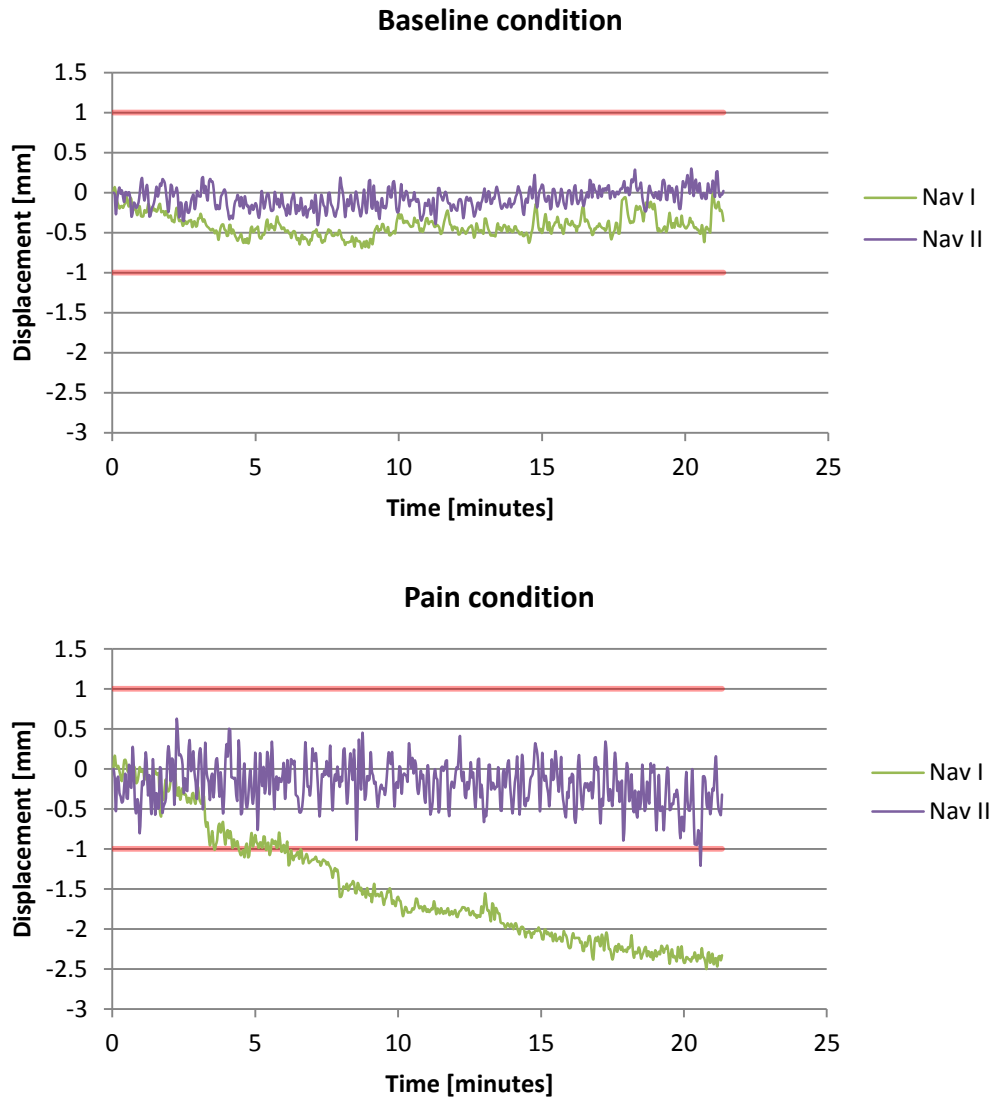 Baseline condition
1.5
1
0.5
0
-0.5
-1
-1.5
-2
-2.5
-3
Displacement [mm]
0 5 10 15 20 25
Time [minutes]
Nav I
Nav II
Pain condition
1.5
1
0.5
0
-0.5
-1
-1.5
-2
-2.5
-3
Displacement [mm]
0 5 10 15 20 25
Time [minutes]
Nav I
Nav II